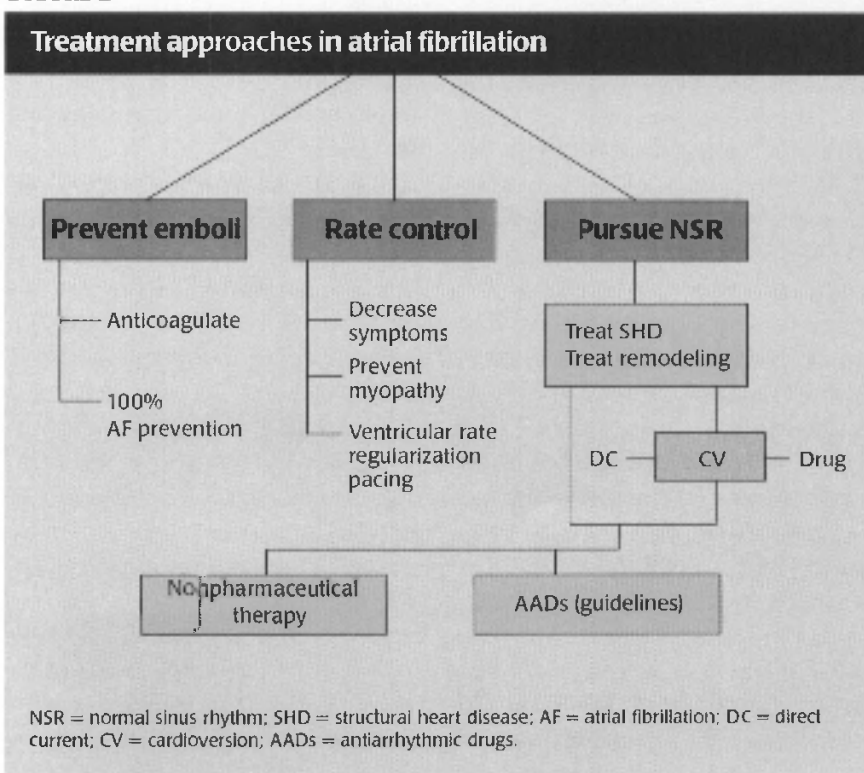 Treatment approaches in atrial fibrillation
Prevent emboli
Rate control
Pursue NSR
Anticoagulate
100%
AF prevention
Decrease
symptoms
Prevent
myopathy
Ventricular rate
regularization
pacing
Treat SHD
Treat remodeling
DC
CV
Drug
Nonpharmaceutical
therapy
AADs (guidelines)
NSR = normal sinus rhythm; SHD = structural heart disease; AF = atrial fibrillation; DC = direct
current; CV = cardioversion; AADs = antiarrhythmic drugs.